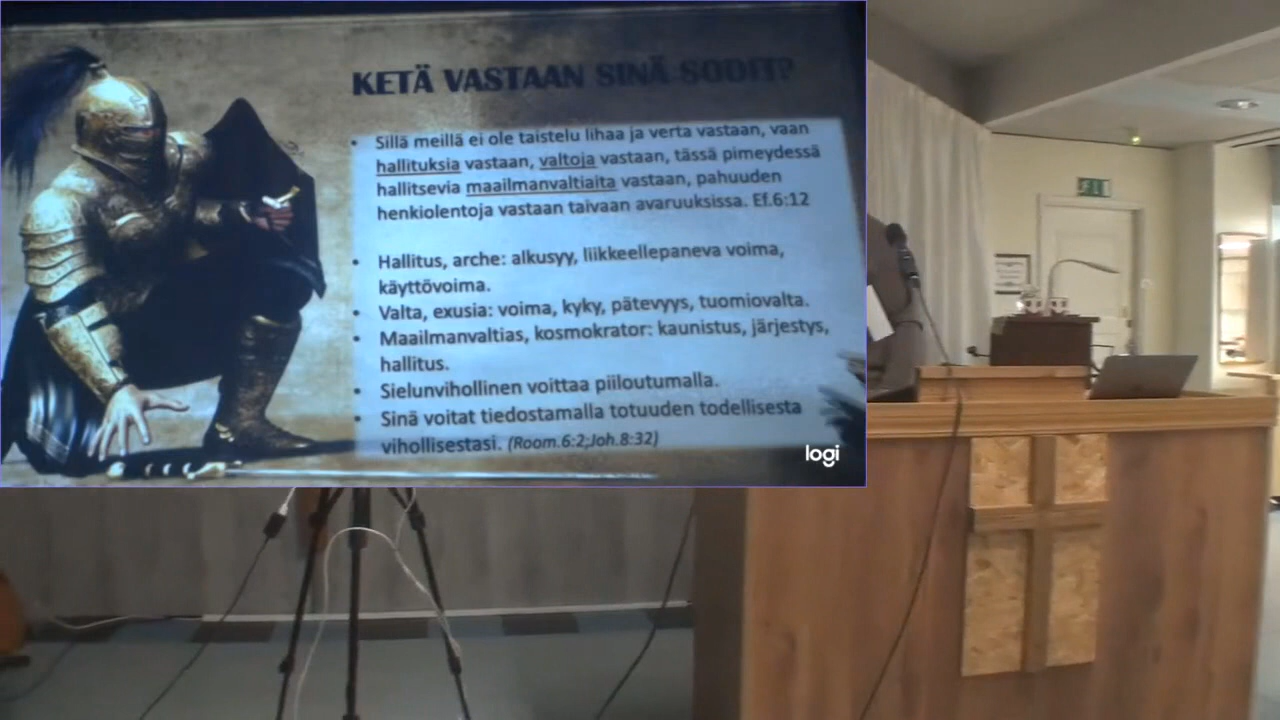 KETÄ VASTAAN SINÄ SODIT?
• Sillä meillä ei ole taistelu lihaa ja verta vastaan, vaan
hallituksia vastaan, valtoja vastaan, tässä pimeydessä
hallitsevia maailmanvaltiaita vastaan, pahuuden
henkiolentoja vastaan taivaan avaruuksissa. Ef.6:12
• Hallitus, arche: alkusyy, liikkeellepaneva voima,
käyttövoima.
• Valta, exusia: voima, kyky, pätevyys, tuomiovalta.
• Maailmanvaltias, kosmokrator: kaunistus, järjestys,
hallitus.
• Sielunvihollinen voittaa piiloutumalla.
• Sinä voitat tiedostamalla totuuden todellisesta
vihollisestasi. (Room.6:2;Joh.8:32)
logi